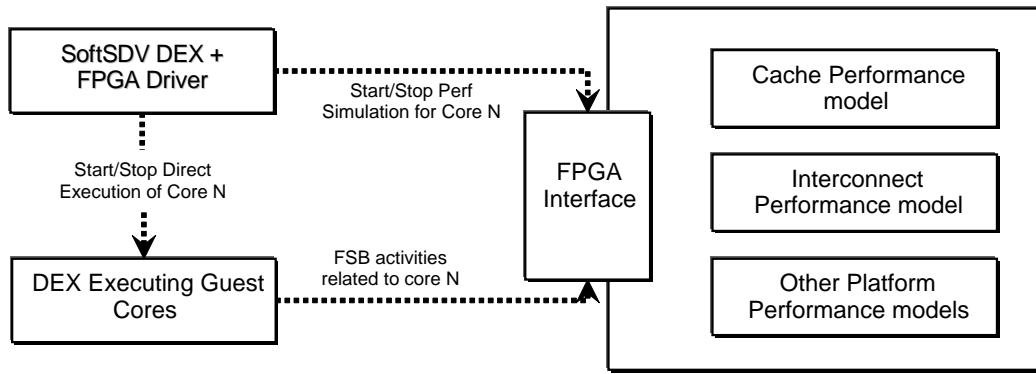 SoftSDV DEX +
FPGA Driver
Start/Stop Perf
Simulation for Core N
Start/Stop Direct
Execution of Core N
DEX Executing Guest
Cores
FSB activities
related to core N
FPGA
Interface
Cache Performance
model
Interconnect
Performance model
Other Platform
Performance models